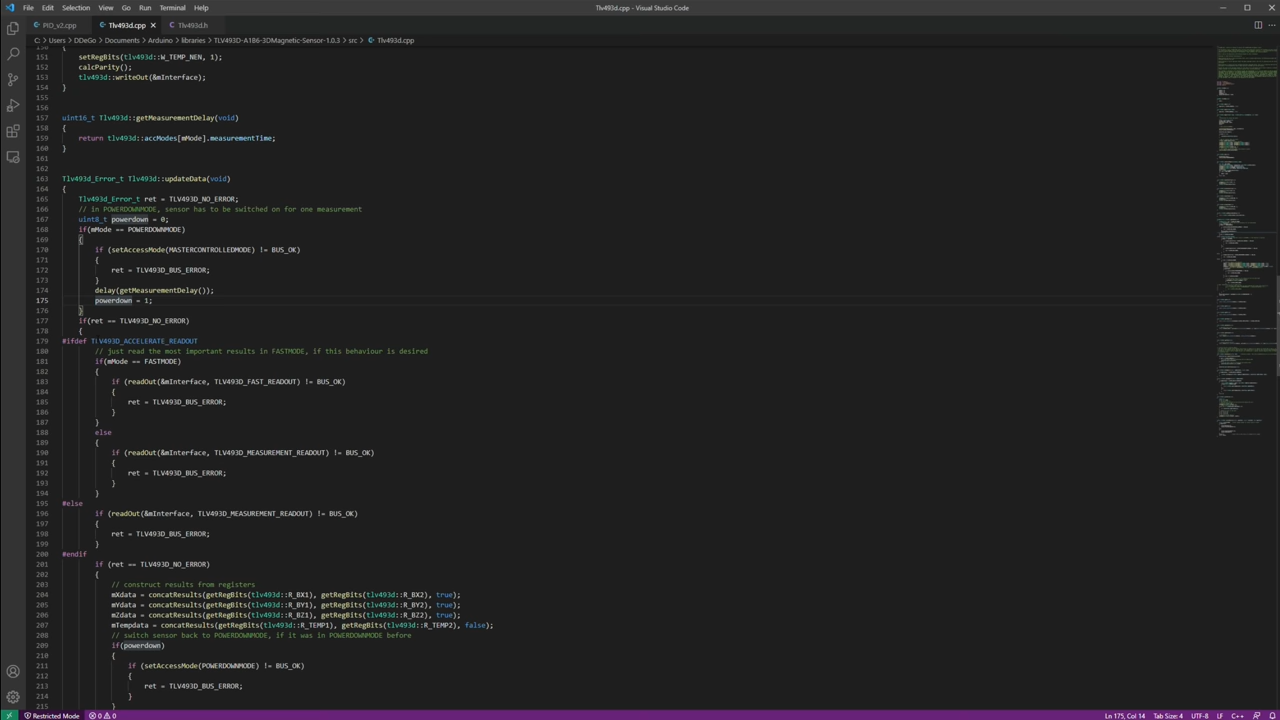 File Edit Selection View Go Run Terminal Help Tlv493d.cpp - Visual Studio Code
PID_v2.cpp Tlv493d.cpp Tlv493d.h
C: > Users > DDeGo > Documents > Arduino > libraries > TLV493D-A1B6-3DMagnetic-Sensor-1.0.3 > src > Tlv493d.cpp
150 {
151 setRegBits(tlv493d::W_TEMP_NEN, 1);
152 calcParity();
153 tlv493d::writeOut(&mInterface);
154 }
155
156
157 uint16_t Tlv493d::getMeasurementDelay(void)
158 {
159 return tlv493d::accModes[mMode].measurementTime;
160 }
161
162
163 Tlv493d_Error_t Tlv493d::updateData(void)
164 {
165 Tlv493d_Error_t ret = TLV493D_NO_ERROR;
166 // in POWERDOWNMODE, sensor has to be switched on for one measurement
167 uint8_t powerdown = 0;
168 if(mMode == POWERDOWNMODE)
169 {
170 if (setAccessMode(MASTERCONTROLLEDMODE) != BUS_OK)
171 {
172 ret = TLV493D_BUS_ERROR;
173 }
174 delay(getMeasurementDelay());
175 powerdown = 1;
176 }
177 if(ret == TLV493D_NO_ERROR)
178 {
179 #ifdef TLV493D_ACCELERATE_READOUT
180 // just read the most important results in FASTMODE, if this behaviour is desired
181 if(mMode == FASTMODE)
182 {
183 if (readOut(&mInterface, TLV493D_FAST_READOUT) != BUS_OK)
184 {
185 ret = TLV493D_BUS_ERROR;
186 }
187 }
188 else
189 {
190 if (readOut(&mInterface, TLV493D_MEASUREMENT_READOUT) != BUS_OK)
191 {
192 ret = TLV493D_BUS_ERROR;
193 }
194 }
195 #else
196 if (readOut(&mInterface, TLV493D_MEASUREMENT_READOUT) != BUS_OK)
197 {
198 ret = TLV493D_BUS_ERROR;
199 }
200 #endif
201 if (ret == TLV493D_NO_ERROR)
202 {
203 // construct results from registers
204 mXdata = concatResults(getRegBits(tlv493d::R_BX1), getRegBits(tlv493d::R_BX2), true);
205 mYdata = concatResults(getRegBits(tlv493d::R_BY1), getRegBits(tlv493d::R_BY2), true);
206 mZdata = concatResults(getRegBits(tlv493d::R_BZ1), getRegBits(tlv493d::R_BZ2), true);
207 mTempdata = concatResults(getRegBits(tlv493d::R_TEMP1), getRegBits(tlv493d::R_TEMP2), false);
208 // switch sensor back to POWERDOWNMODE, if it was in POWERDOWNMODE before
209 if(powerdown)
210 {
211 if (setAccessMode(POWERDOWNMODE) != BUS_OK)
212 {
213 ret = TLV493D_BUS_ERROR;
214 }
215 }
Restricted Mode 0 0 Ln 175, Col 14 Tab Size: 4 UTF-8 LF C++